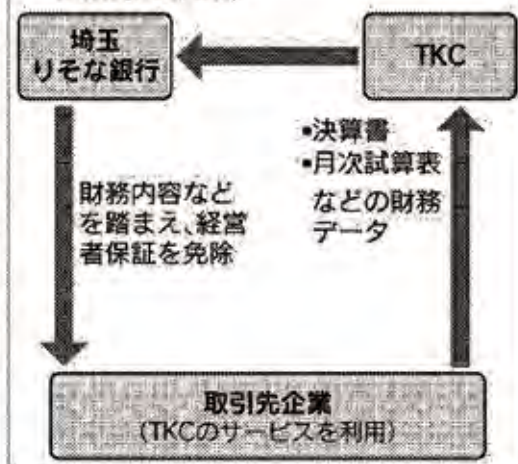 埼玉
りそな銀行
TKC
•決算書
•月次試算表
などの財務
データ
財務内容など
を踏まえ、経営
者保証を免除
取引先企業
(TKCのサービスを利用)